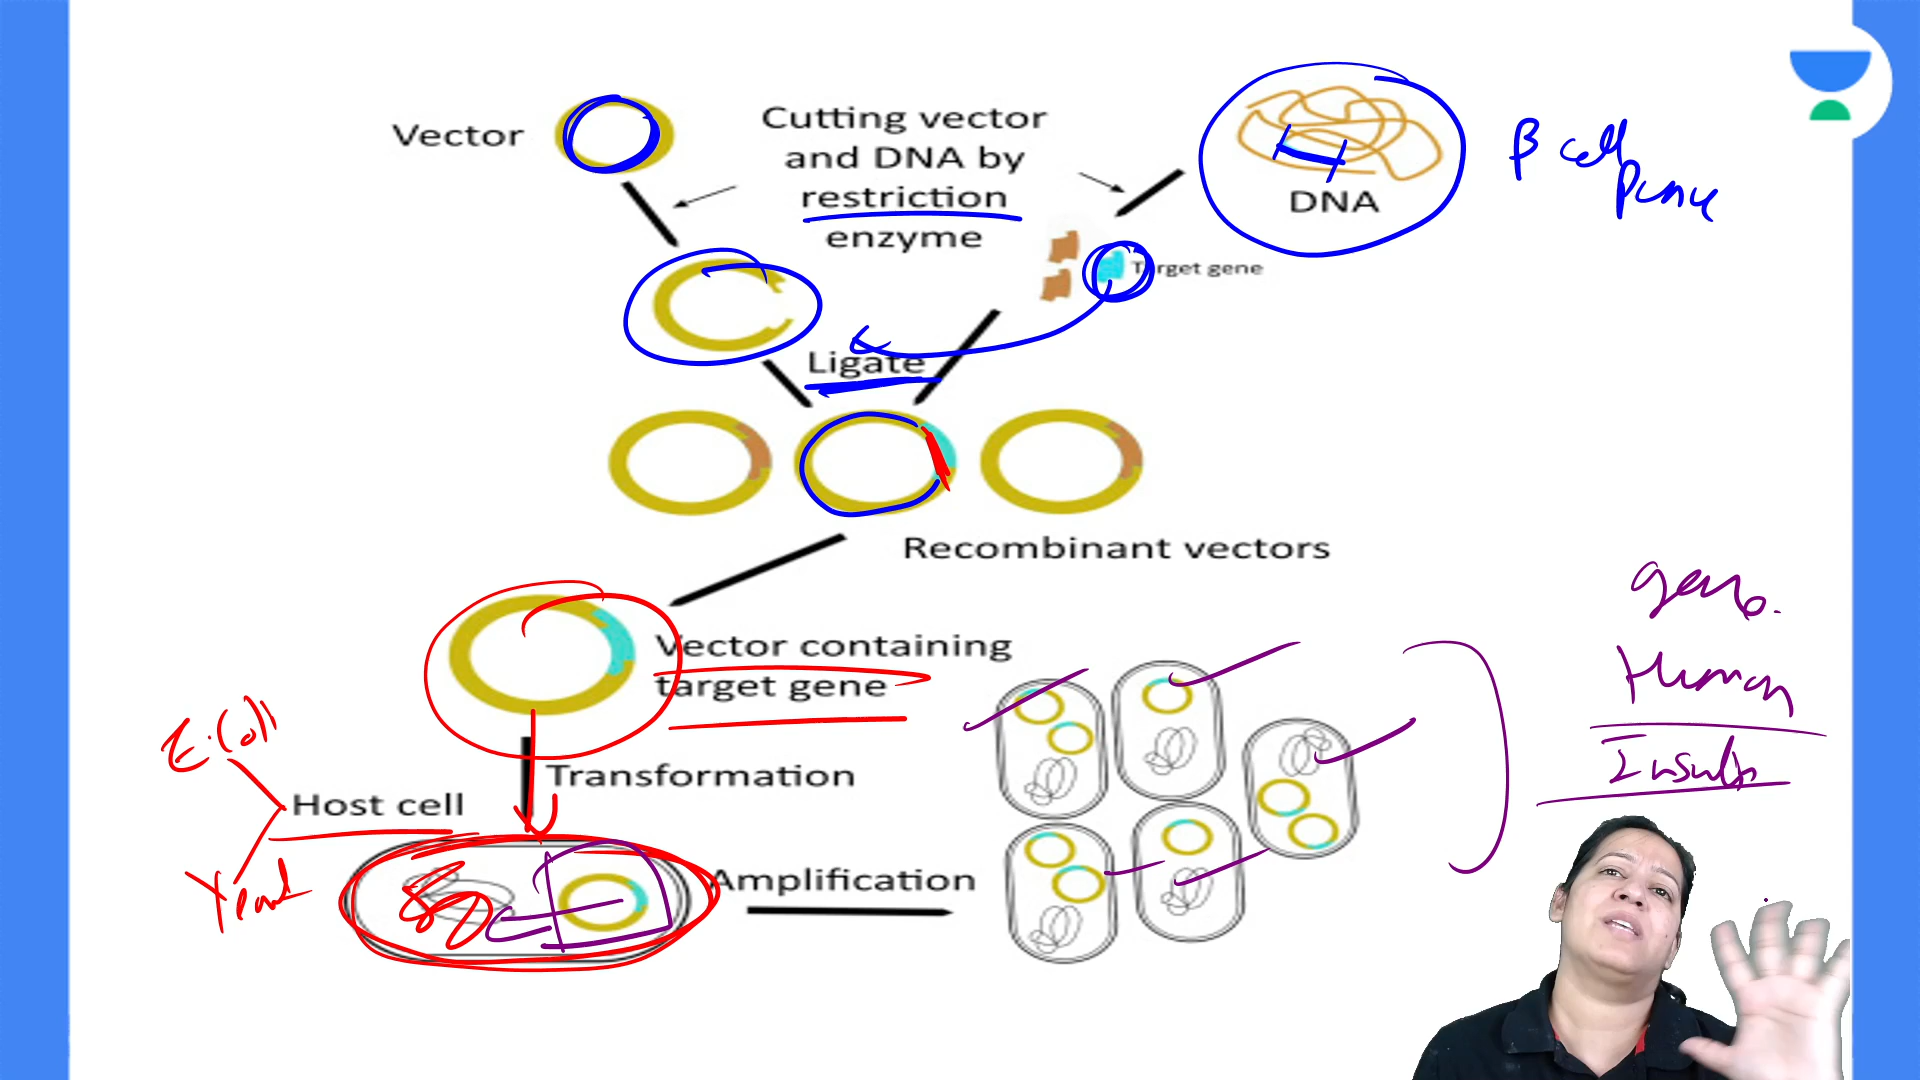 Vector
Cutting vector
and DNA by
restriction
enzyme
DNA
β cell
Target gene
Ligate
Recombinant vectors
Vector containing
target gene
gene.
Human
Insulin
E.Coli
Transformation
Host cell
Yeast
Amplification